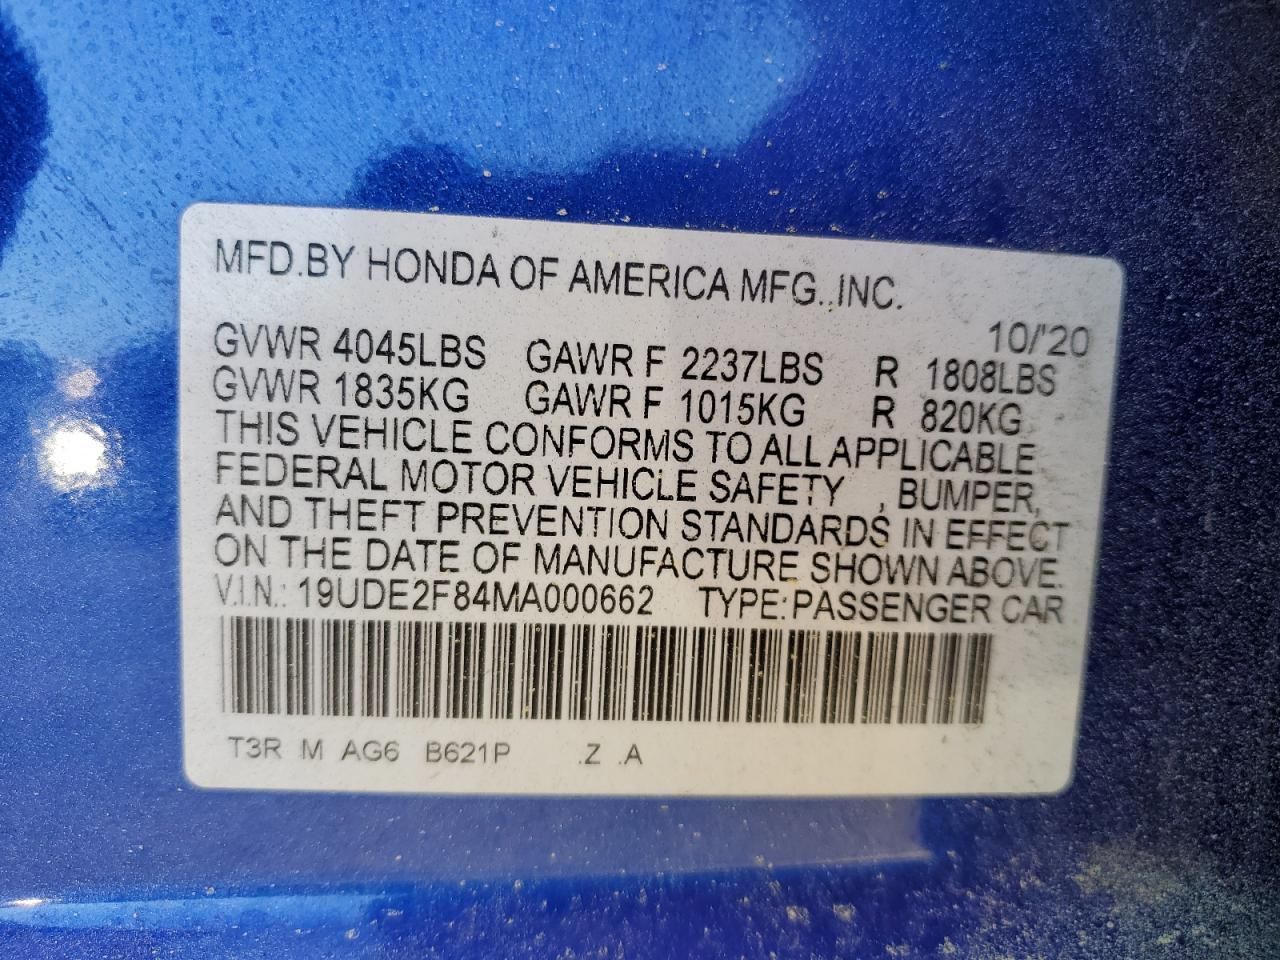 MFD.BY HONDA OF AMERICA MFG.,INC.
10/'20
GVWR 4045LBS GAWR F 2237LBS R 1808LBS
GVWR 1835KG GAWR F 1015KG R 820KG
THIS VEHICLE CONFORMS TO ALL APPLICABLE
FEDERAL MOTOR VEHICLE SAFETY , BUMPER,
AND THEFT PREVENTION STANDARDS IN EFFECT
ON THE DATE OF MANUFACTURE SHOWN ABOVE.
V.I.N.: 19UDE2F84MA000662 TYPE:PASSENGER CAR
T3R M AG6 B621P .Z .A